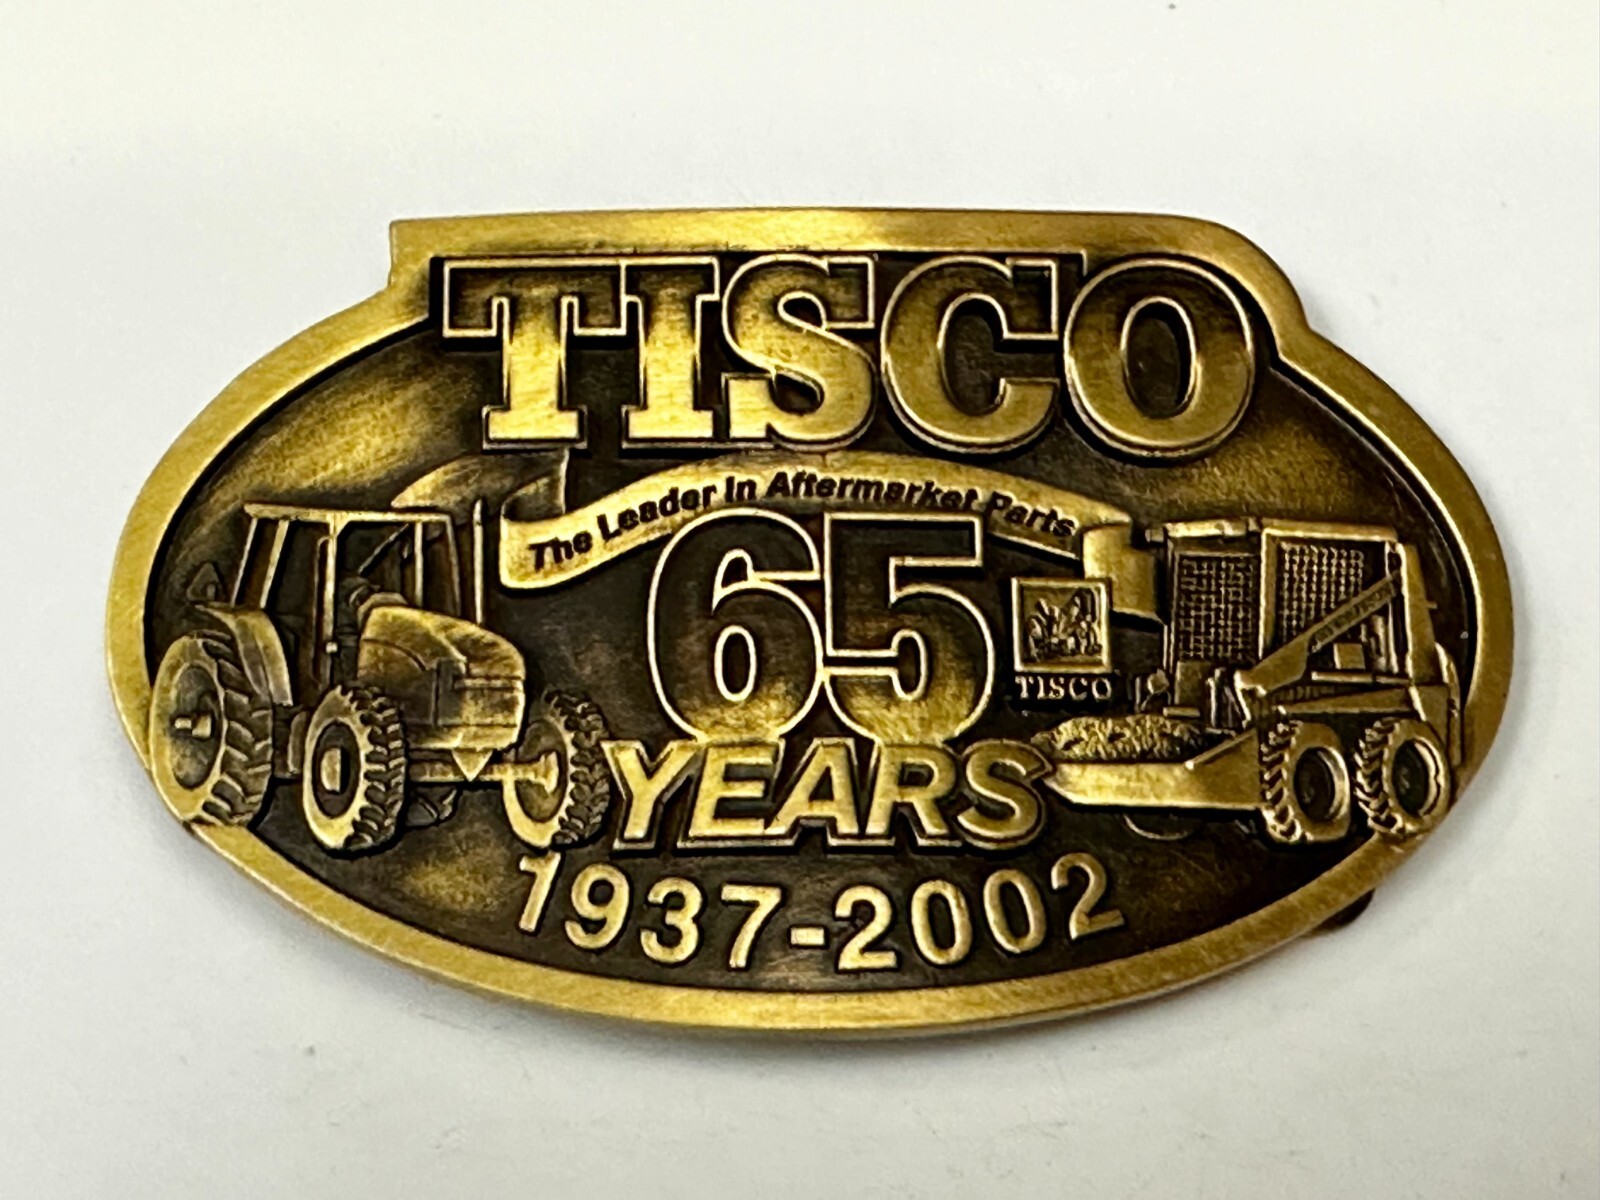 TISCO
The Leader In Aftermarket Parts
65
TISCO
YEARS
1937-2002